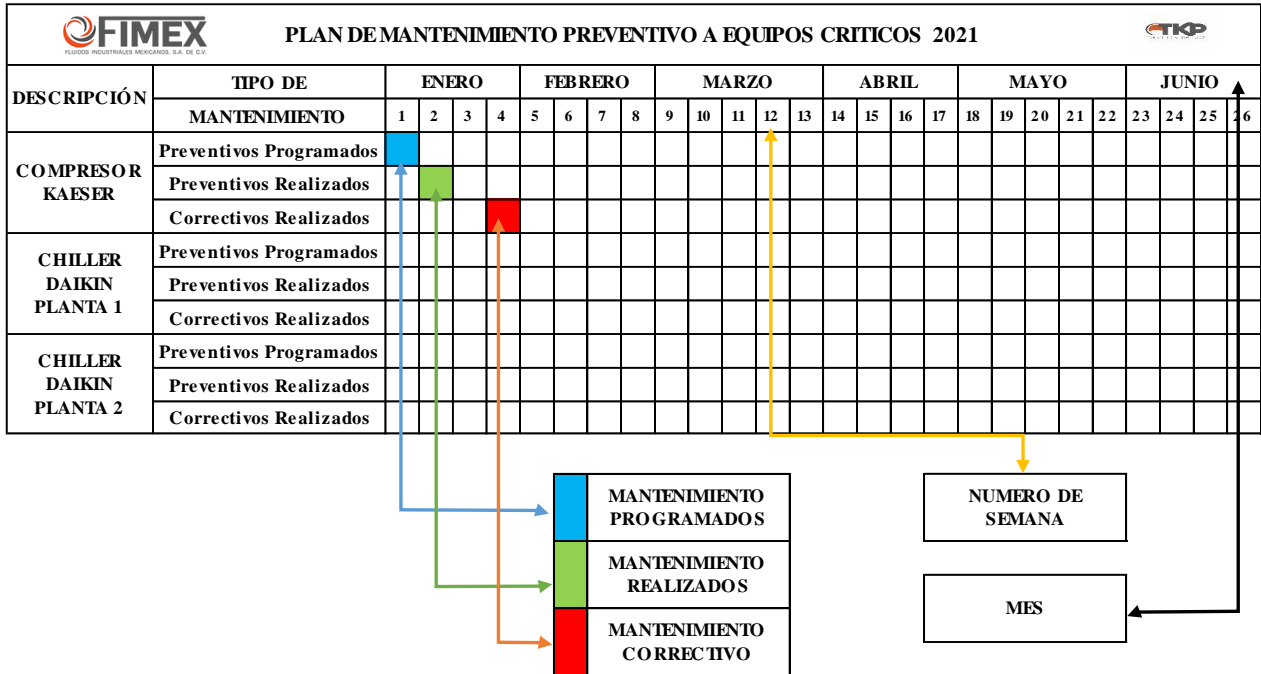 FIMEX
FLUIDOS INDUSTRIALES MEXICANOS, S.A. DE C.V.
PLAN DE MANTENIMIENTO PREVENTIVO A EQUIPOS CRITICOS 2021
TKP
DESCRIPCIÓN
TIPO DE
MANTENIMIENTO
ENERO FEBRERO MARZO ABRIL MAYO JUNIO
1 2 3 4 5 6 7 8 9 10 11 12 13 14 15 16 17 18 19 20 21 22 23 24 25 26
COMPRESOR
KAESER
Preventivos Programados
Preventivos Realizados
Correctivos Realizados
CHILLER
DAIKIN
PLANTA 1
Preventivos Programados
Preventivos Realizados
Correctivos Realizados
CHILLER
DAIKIN
PLANTA 2
Preventivos Programados
Preventivos Realizados
Correctivos Realizados
MANTENIMIENTO
PROGRAMADOS
MANTENIMIENTO
REALIZADOS
MANTENIMIENTO
CORRECTIVO
NUMERO DE
SEMANA
MES